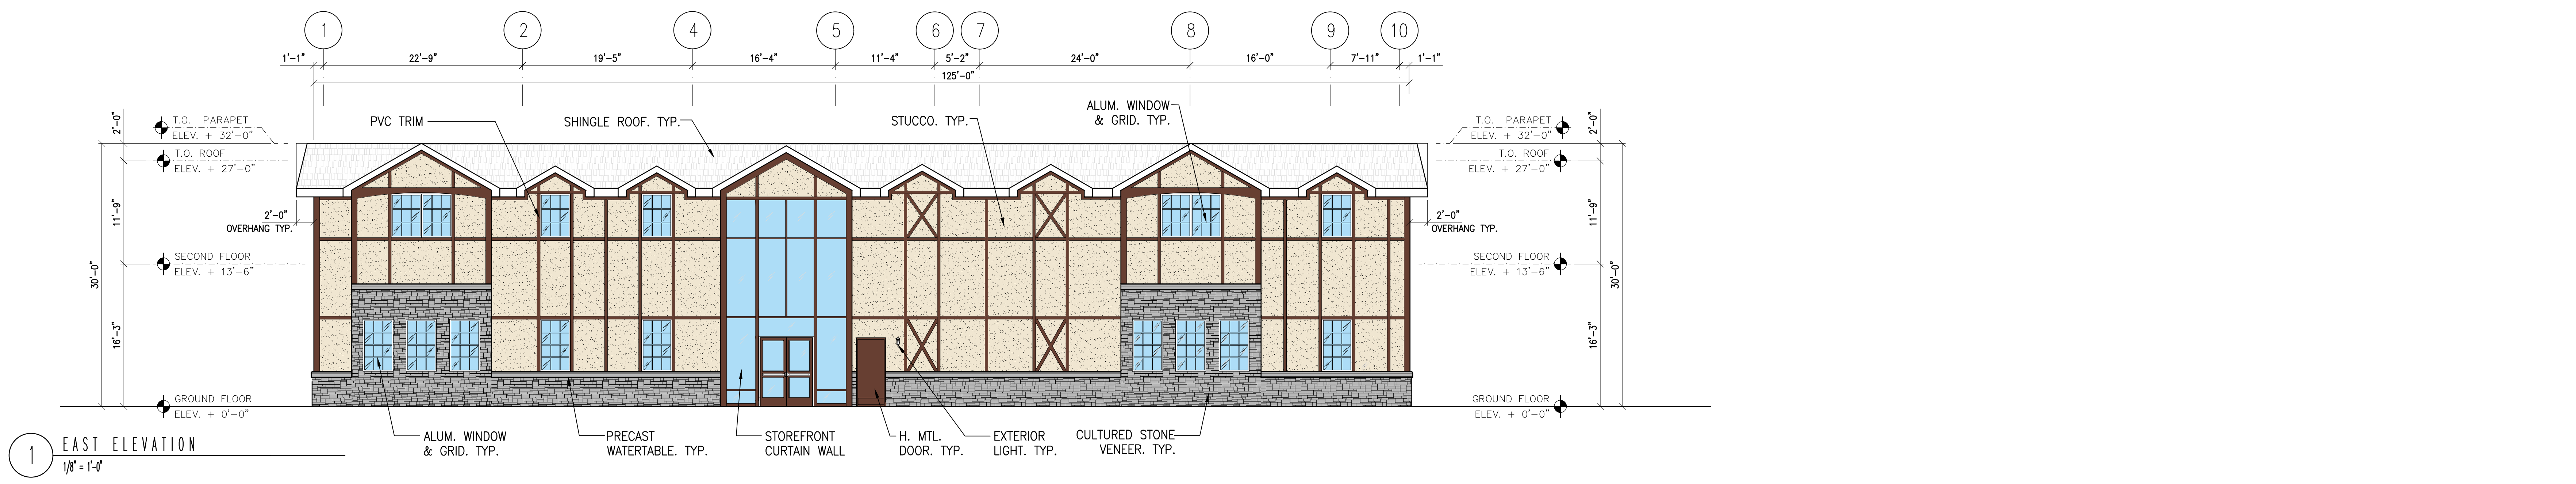 1 2 4 5 6 7 8 9 10
1'-1" 22'-9" 19'-5" 16'-4" 11'-4" 5'-2" 24'-0" 16'-0" 7'-11" 1'-1"
125'-0"
PVC TRIM
SHINGLE ROOF. TYP.
STUCCO. TYP.
ALUM. WINDOW
& GRID. TYP.
T.O. PARAPET
ELEV. + 32'-0"
T.O. ROOF
ELEV. + 27'-0"
2'-0"
11'-9"
2'-0"
OVERHANG TYP.
SECOND FLOOR
ELEV. + 13'-6"
30'-0"
16'-3"
GROUND FLOOR
ELEV. + 0'-0"
T.O. PARAPET
ELEV. + 32'-0"
T.O. ROOF
ELEV. + 27'-0"
2'-0"
11'-9"
2'-0"
OVERHANG TYP.
SECOND FLOOR
ELEV. + 13'-6"
30'-0"
16'-3"
GROUND FLOOR
ELEV. + 0'-0"
ALUM. WINDOW
& GRID. TYP.
PRECAST
WATERTABLE. TYP.
STOREFRONT
CURTAIN WALL
H. MTL.
DOOR. TYP.
EXTERIOR
LIGHT. TYP.
CULTURED STONE
VENEER. TYP.
1
EAST ELEVATION
1/8" = 1'-0"